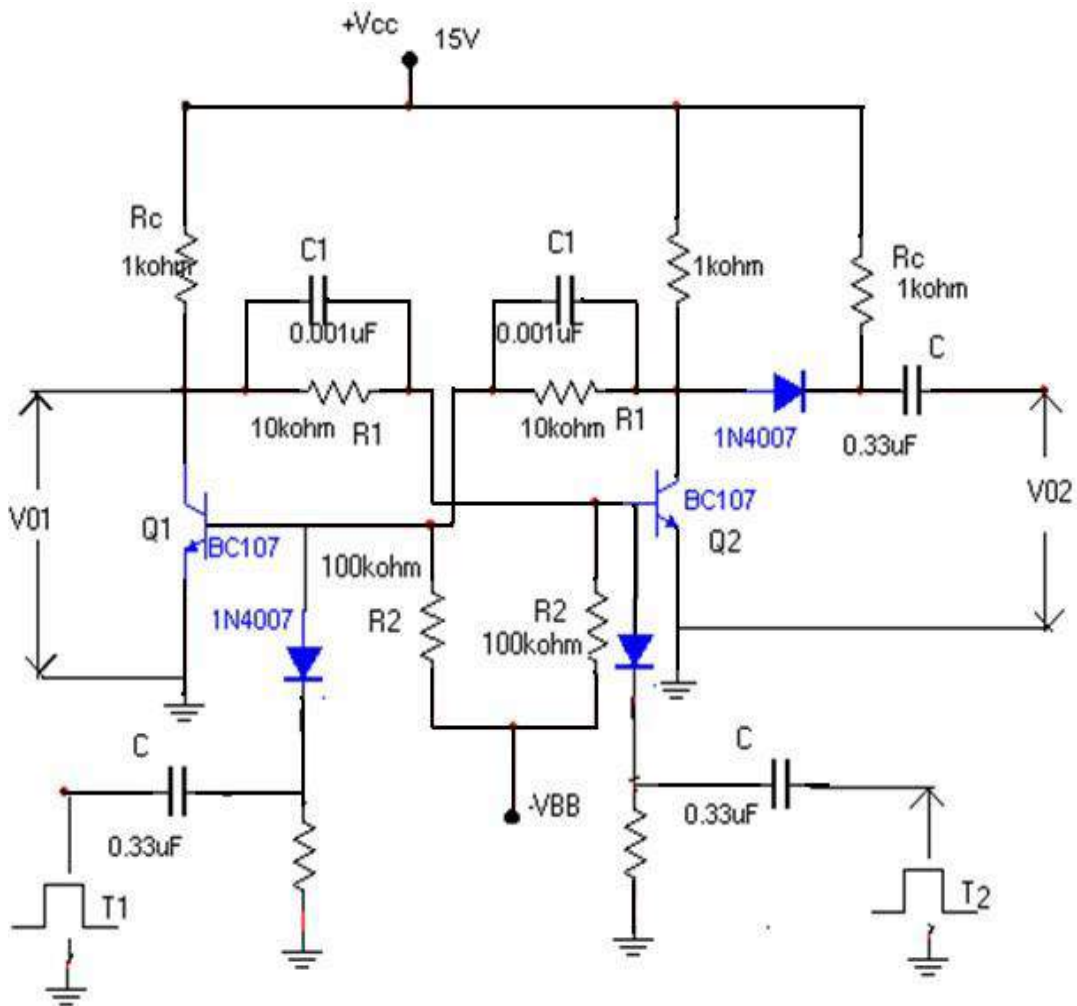 +Vcc 15V
Rc
1kohm
C1
0.001uF
C1
0.001uF
1kohm
Rc
1kohm
C
0.33uF
10kohm R1
10kohm R1
1N4007
V01
Q1
BC107
BC107
Q2
V02
100kohm
1N4007
R2
R2
100kohm
C
0.33uF
-VBB
C
0.33uF
T1
T2